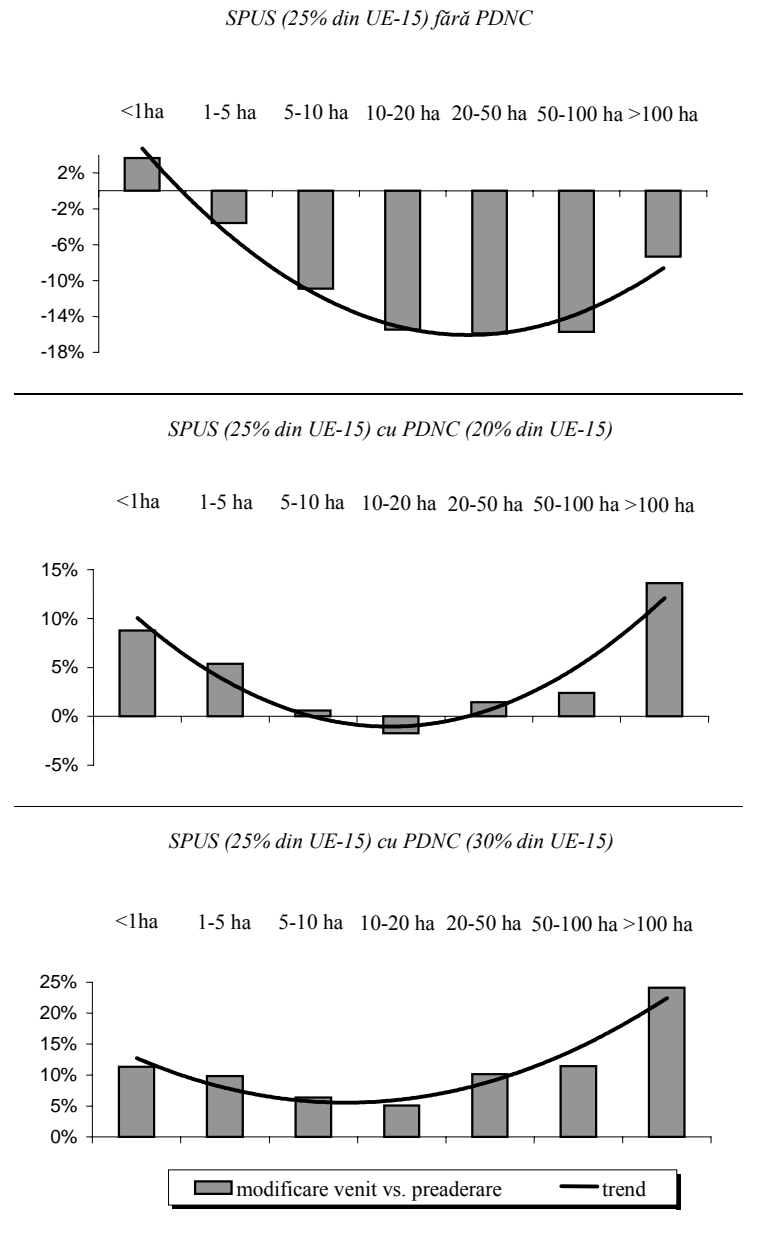 SPUS (25% din UE-15) fără PDNC
<1ha 1-5 ha 5-10 ha 10-20 ha 20-50 ha 50-100 ha >100 ha
2%
-2%
-6%
-10%
-14%
-18%
SPUS (25% din UE-15) cu PDNC (20% din UE-15)
<1ha 1-5 ha 5-10 ha 10-20 ha 20-50 ha 50-100 ha >100 ha
15%
10%
5%
0%
-5%
SPUS (25% din UE-15) cu PDNC (30% din UE-15)
<1ha 1-5 ha 5-10 ha 10-20 ha 20-50 ha 50-100 ha >100 ha
25%
20%
15%
10%
5%
0%
modificare venit vs. preaderare trend